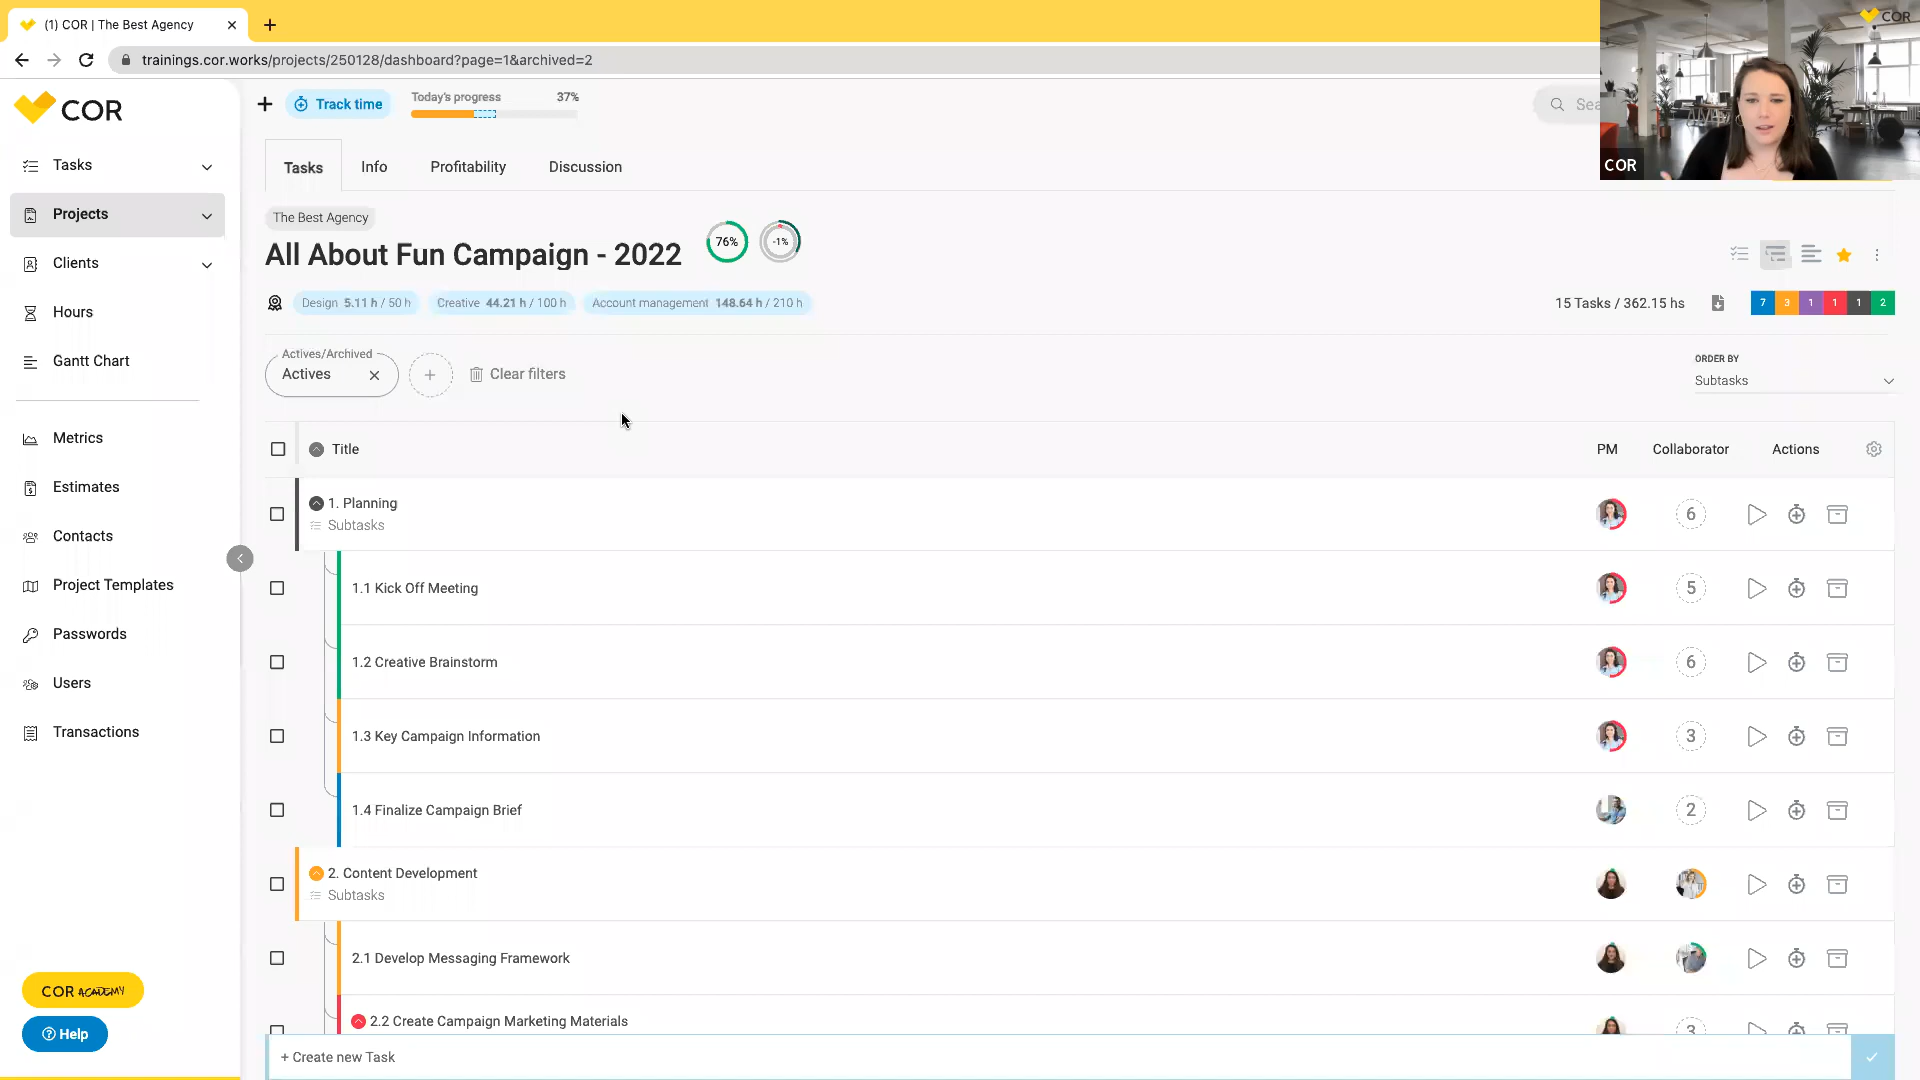 (1) COR | The Best Agency
trainings.cor.works/projects/250128/dashboard?page=1&archived=2
COR
COR
COR
Track time
Today's progress 37%
Sea
Tasks
Projects
Clients
Hours
Gantt Chart
Metrics
Estimates
Contacts
Project Templates
Passwords
Users
Transactions
COR ACADEMY
Help
Tasks Info Profitability Discussion
The Best Agency
All About Fun Campaign - 2022
76%
-1%
Design 5.11 h / 50 h
Creative 44.21 h / 100 h
Account management 148.64 h / 210 h
15 Tasks / 362.15 hs
7 3 1 1 1 2
Actives/Archived
Actives
+
Clear filters
ORDER BY
Subtasks
Title PM Collaborator Actions
1. Planning
Subtasks
6
1.1 Kick Off Meeting
5
1.2 Creative Brainstorm
6
1.3 Key Campaign Information
3
1.4 Finalize Campaign Brief
2
2. Content Development
Subtasks
2.1 Develop Messaging Framework
2.2 Create Campaign Marketing Materials
3
+ Create new Task